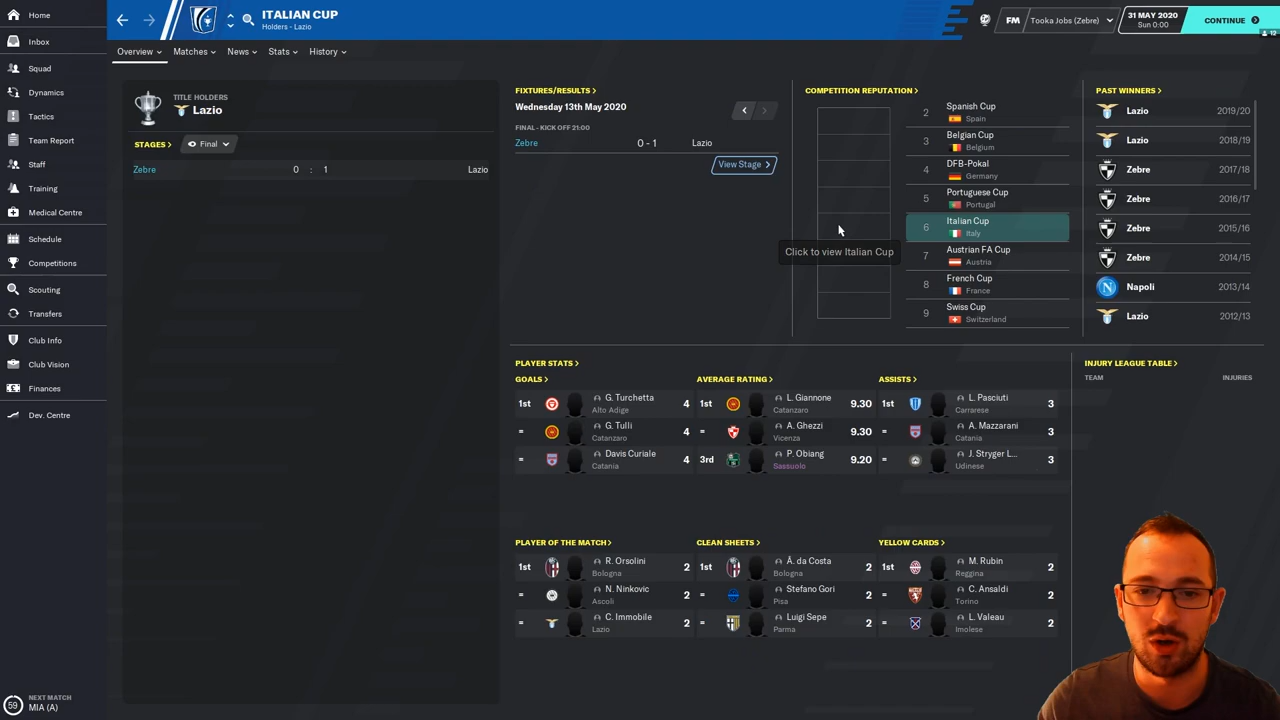 Home
Inbox
Squad
Dynamics
Tactics
Team Report
Staff
Training
Medical Centre
Schedule
Competitions
Scouting
Transfers
Club Info
Club Vision
Finances
Dev. Centre
59
NEXT MATCH
MIA (A)
ITALIAN CUP
Holders - Lazio
FM
Tooka Jobs (Zebre)
31 MAY 2020
Sun 0:00
CONTINUE
12
Overview
Matches
News
Stats
History
TITLE HOLDERS
Lazio
STAGES
Final
Zebre 0 : 1 Lazio
FIXTURES/RESULTS
Wednesday 13th May 2020
FINAL - KICK OFF 21:00
Zebre 0 - 1 Lazio
View Stage
COMPETITION REPUTATION
2 Spanish Cup
Spain
3 Belgian Cup
Belgium
4 DFB-Pokal
Germany
5 Portuguese Cup
Portugal
6 Italian Cup
Italy
7 Austrian FA Cup
Austria
8 French Cup
France
9 Swiss Cup
Switzerland
Click to view Italian Cup
PAST WINNERS
Lazio 2019/20
Lazio 2018/19
Zebre 2017/18
Zebre 2016/17
Zebre 2015/16
Zebre 2014/15
Napoli 2013/14
Lazio 2012/13
PLAYER STATS
GOALS
1st G. Turchetta 4
Alto Adige
= G. Tulli 4
Catanzaro
= Davis Curiale 4
Catania
AVERAGE RATING
1st L. Giannone 9.30
Catanzaro
= A. Ghezzi 9.30
Vicenza
3rd P. Obiang 9.20
Sassuolo
ASSISTS
1st L. Pasciuti 3
Carrarese
= A. Mazzarani 3
Catania
= J. Stryger L... 3
Udinese
INJURY LEAGUE TABLE
TEAM INJURIES
PLAYER OF THE MATCH
1st R. Orsolini 2
Bologna
= N. Ninkovic 2
Ascoli
= C. Immobile 2
Lazio
CLEAN SHEETS
1st Â. da Costa 2
Bologna
= Stefano Gori 2
Pisa
= Luigi Sepe 2
Parma
YELLOW CARDS
1st M. Rubin 2
Reggina
= C. Ansaldi 2
Torino
= L. Valeau 2
Imolese